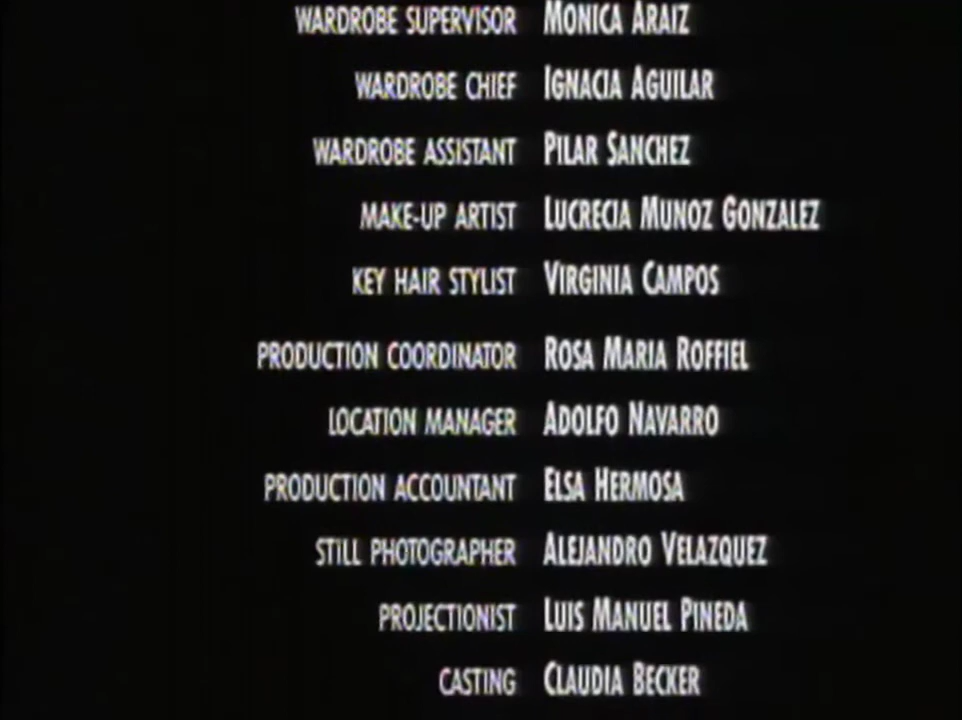 WARDROBE SUPERVISOR MONICA ARAIZ
WARDROBE CHIEF IGNACIA AGUILAR
WARDROBE ASSISTANT PILAR SANCHEZ
MAKE-UP ARTIST LUCRECIA MUNOZ GONZALEZ
KEY HAIR STYLIST VIRGINIA CAMPOS
PRODUCTION COORDINATOR ROSA MARIA ROFFIEL
LOCATION MANAGER ADOLFO NAVARRO
PRODUCTION ACCOUNTANT ELSA HERMOSA
STILL PHOTOGRAPHER ALEJANDRO VELAZQUEZ
PROJECTIONIST LUIS MANUEL PINEDA
CASTING CLAUDIA BECKER